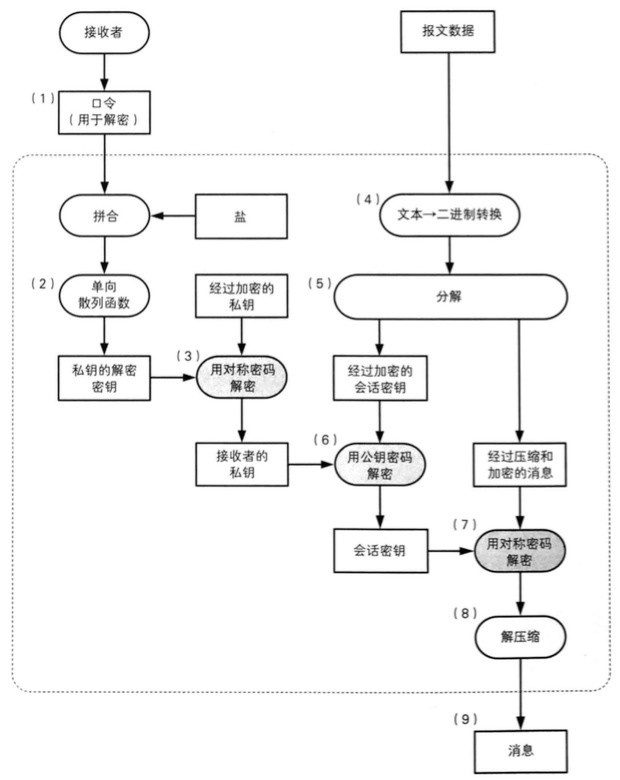 接收者
报文数据
(1)
口令
(用于解密)
拼合
盐
(4)
文本→二进制转换
(2)
单向
散列函数
经过加密的
私钥
(5)
分解
私钥的解密
密钥
(3)
用对称密码
解密
经过加密的
会话密钥
接收者的
私钥
(6)
用公钥密码
解密
经过压缩和
加密的消息
会话密钥
(7)
用对称密码
解密
(8)
解压缩
(9)
消息